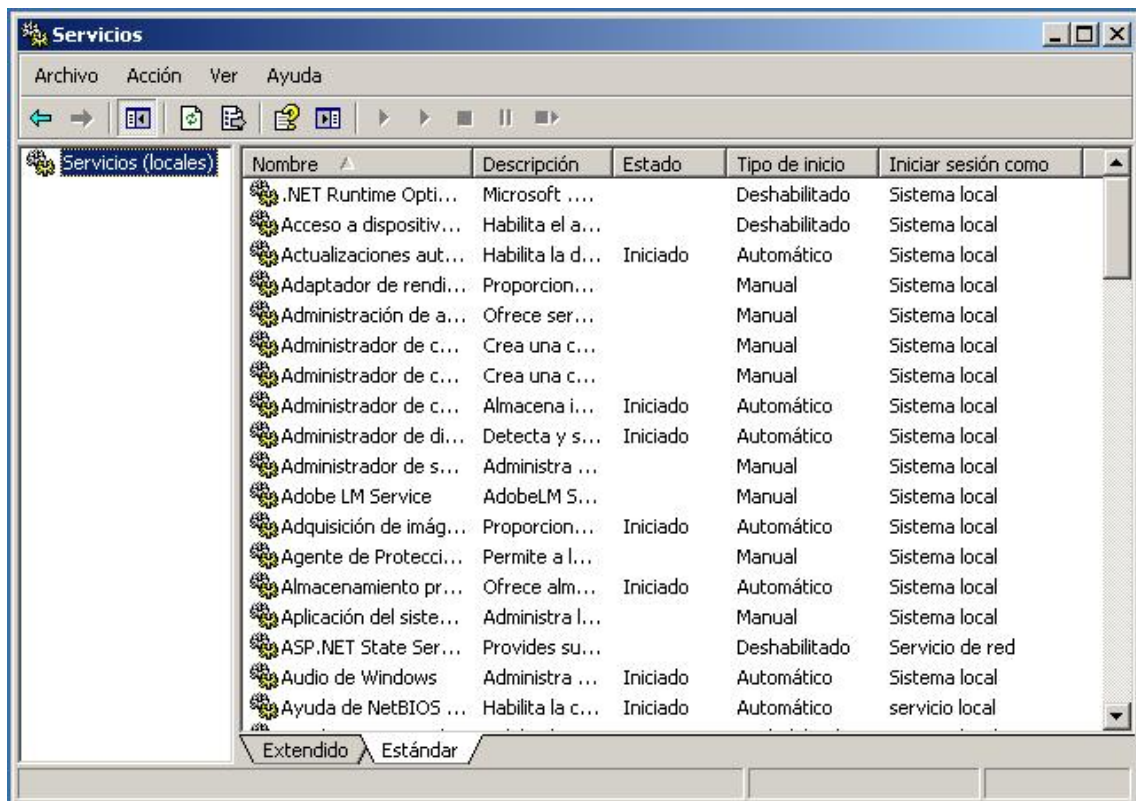 Servicios
Archivo Acción Ver Ayuda
Servicios (locales)
Nombre Descripción Estado Tipo de inicio Iniciar sesión como
.NET Runtime Opti... Microsoft .... Deshabilitado Sistema local
Acceso a dispositiv... Habilita el a... Deshabilitado Sistema local
Actualizaciones aut... Habilita la d... Iniciado Automático Sistema local
Adaptador de rendi... Proporcion... Manual Sistema local
Administración de a... Ofrece ser... Manual Sistema local
Administrador de c... Crea una c... Manual Sistema local
Administrador de c... Crea una c... Manual Sistema local
Administrador de c... Almacena i... Iniciado Automático Sistema local
Administrador de di... Detecta y s... Iniciado Automático Sistema local
Administrador de s... Administra ... Manual Sistema local
Adobe LM Service AdobeLM S... Manual Sistema local
Adquisición de imág... Proporcion... Iniciado Automático Sistema local
Agente de Protecci... Permite a l... Manual Sistema local
Almacenamiento pr... Ofrece alm... Iniciado Automático Sistema local
Aplicación del siste... Administra l... Manual Sistema local
ASP.NET State Ser... Provides su... Deshabilitado Servicio de red
Audio de Windows Administra ... Iniciado Automático Sistema local
Ayuda de NetBIOS ... Habilita la c... Iniciado Automático servicio local
Extendido Estándar